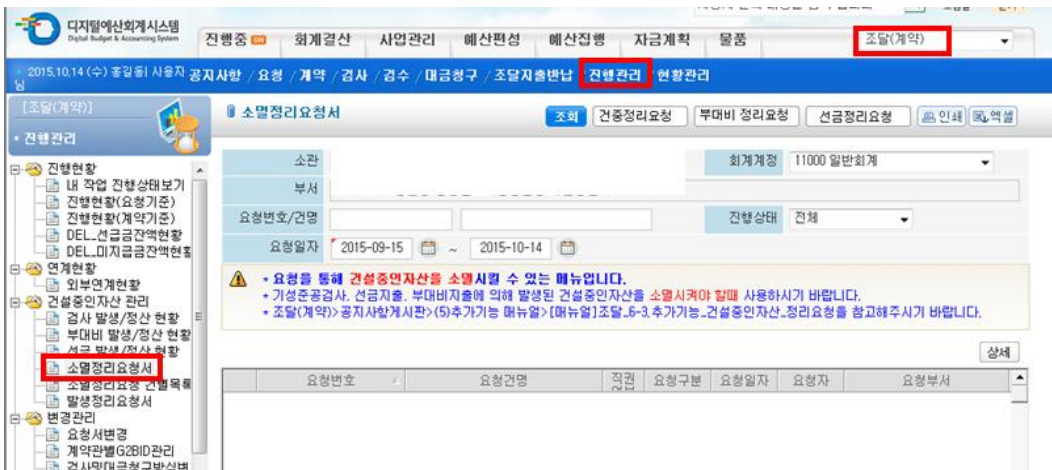 디지털예산회계시스템
Digital Budget & Accounting System
진행중 회계결산 사업관리 예산편성 예산집행 자금계획 물품 조달(계약)
2015,10,14 (수) 홍길동| 사용자님
공지사항 / 요청 / 계약 / 검사 / 검수 / 대금청구 / 조달지출반납 / 진행관리 / 현황관리
[조달(계약)]
• 진행관리
진행현황
내 작업 진행상태보기
진행현황(요청기준)
진행현황(계약기준)
DEL_선급금잔액현황
DEL_미지급금잔액현황
연계현황
외부연계현황
건설중인자산 관리
검사 발생/정산 현황
부대비 발생/정산 현황
선급 발생/정산 현황
소멸정리요청서
소멸정리요청 건별목록
발생정리요청서
변경관리
요청서변경
계약관별G2BID관리
검사및대금청구방식변
소멸정리요청서
조회 건중정리요청 부대비 정리요청 선금정리요청 인쇄 엑셀
소관 회계계정 11000 일반회계
부서
요청번호/건명 진행상태 전체
요청일자 2015-09-15 ~ 2015-10-14
* 요청을 통해 건설중인자산을 소멸시킬 수 있는 메뉴입니다.
* 기성준공검사, 선금지출, 부대비지출에 의해 발생된 건설중인자산을 소멸시켜야 할때 사용하시기 바랍니다.
* 조달(계약)>공지사항게시판>(5)추가기능 매뉴얼>[매뉴얼]조달_6-3,추가기능_건설중인자산_정리요청을 참고해주시기 바랍니다.
상세
요청번호 요청건명 직권 요청구분 요청일자 요청자 요청부서